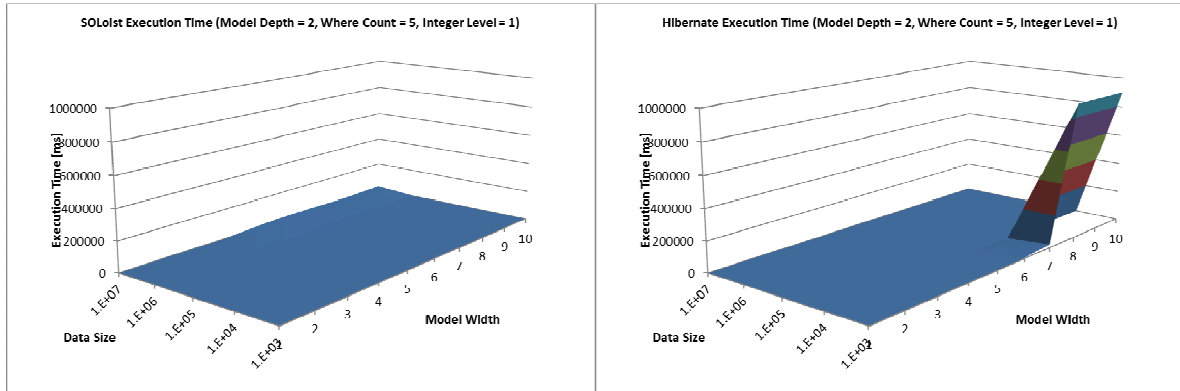 SOLoist Execution Time (Model Depth = 2, Where Count = 5, Integer Level = 1)
1000000
800000
600000
400000
200000
0
Execution Time [ms]
1.E+07
1.E+06
1.E+05
1.E+04
1.E+03
Data Size
1
2
3
4
5
6
7
8
9
10
Model Width
Hibernate Execution Time (Model Depth = 2, Where Count = 5, Integer Level = 1)
1000000
800000
600000
400000
200000
0
Execution Time [ms]
1.E+07
1.E+06
1.E+05
1.E+04
1.E+03
Data Size
1
2
3
4
5
6
7
8
9
10
Model Width